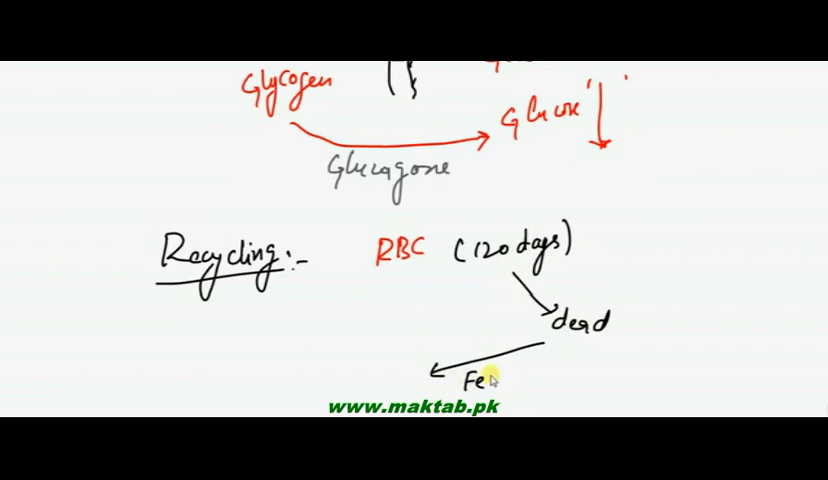 Glycogen
Glucose
Glucagone
Recycling:- RBC (120 days)
dead
Fe
www.maktab.pk